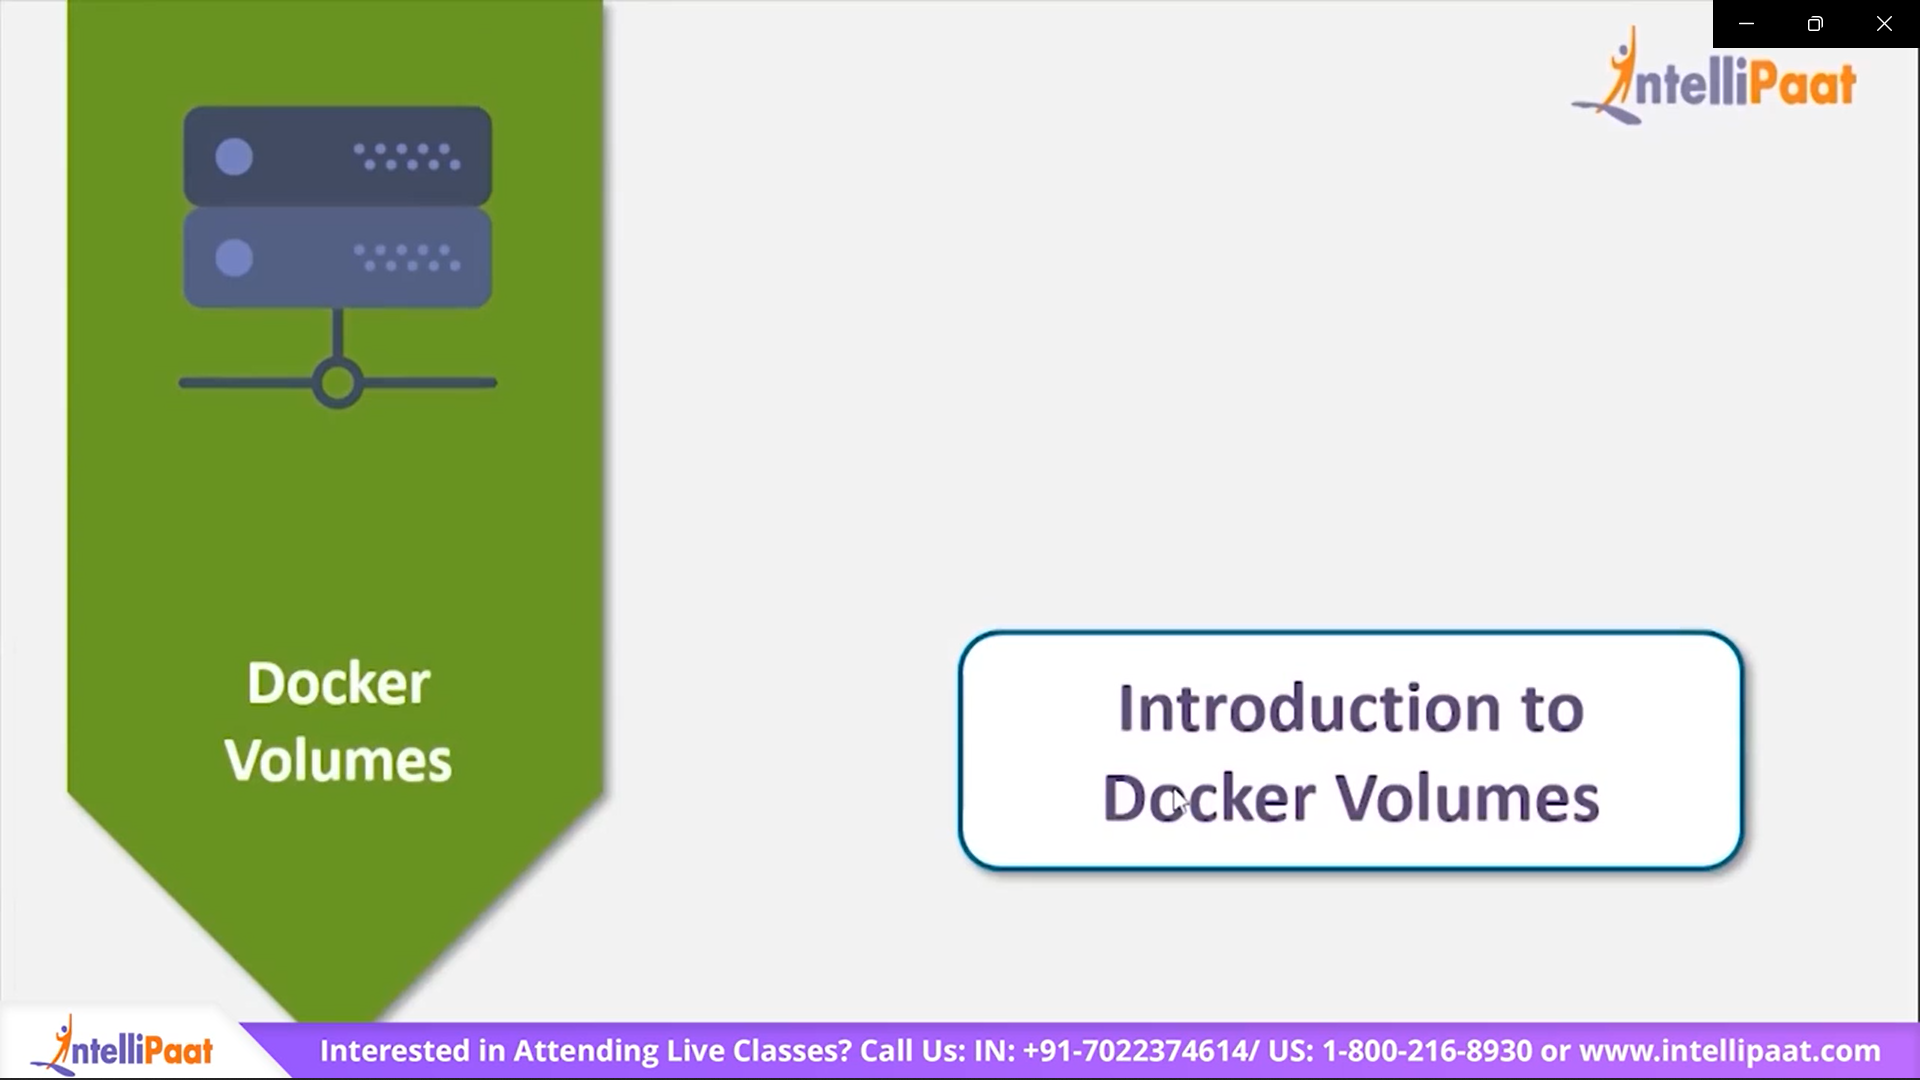 IntelliPaat
Docker
Volumes
Introduction to
Docker Volumes
IntelliPaat
Interested in Attending Live Classes? Call Us: IN: +91-7022374614/ US: 1-800-216-8930 or www.intellipaat.com